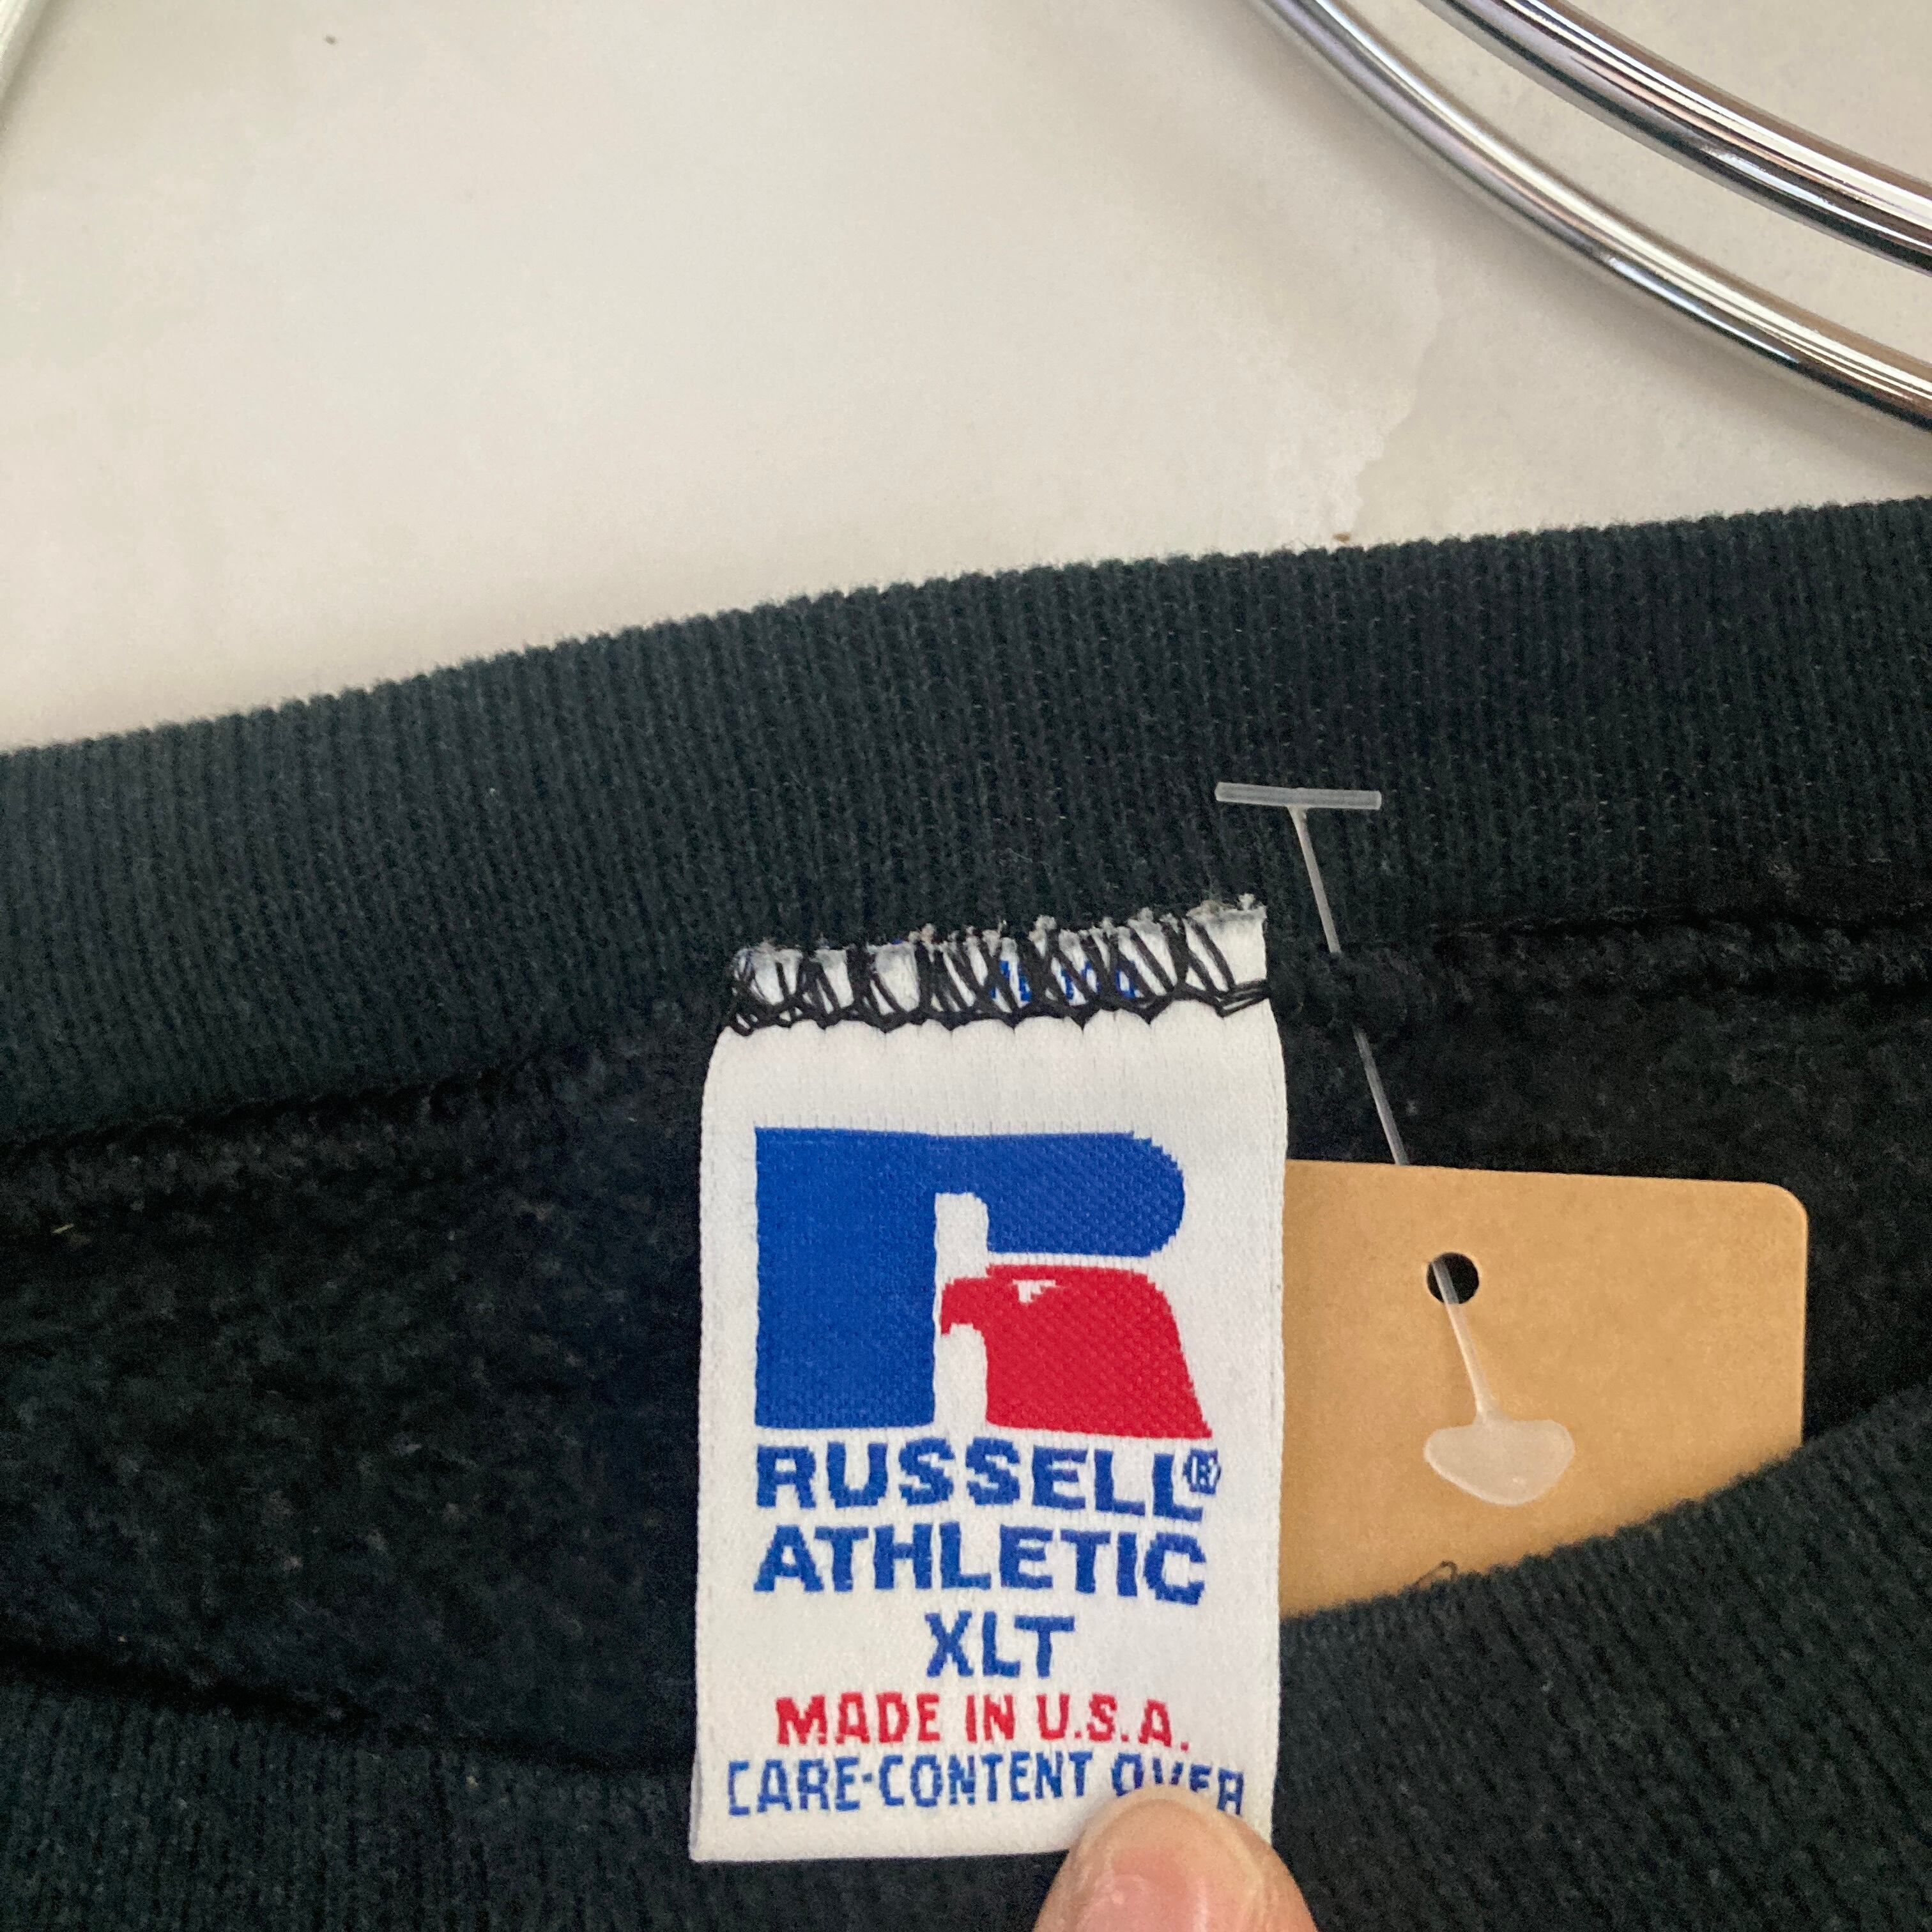 RUSSELL®
ATHLETIC
XLT
MADE IN U.S.A.
CARE-CONTENT OVER